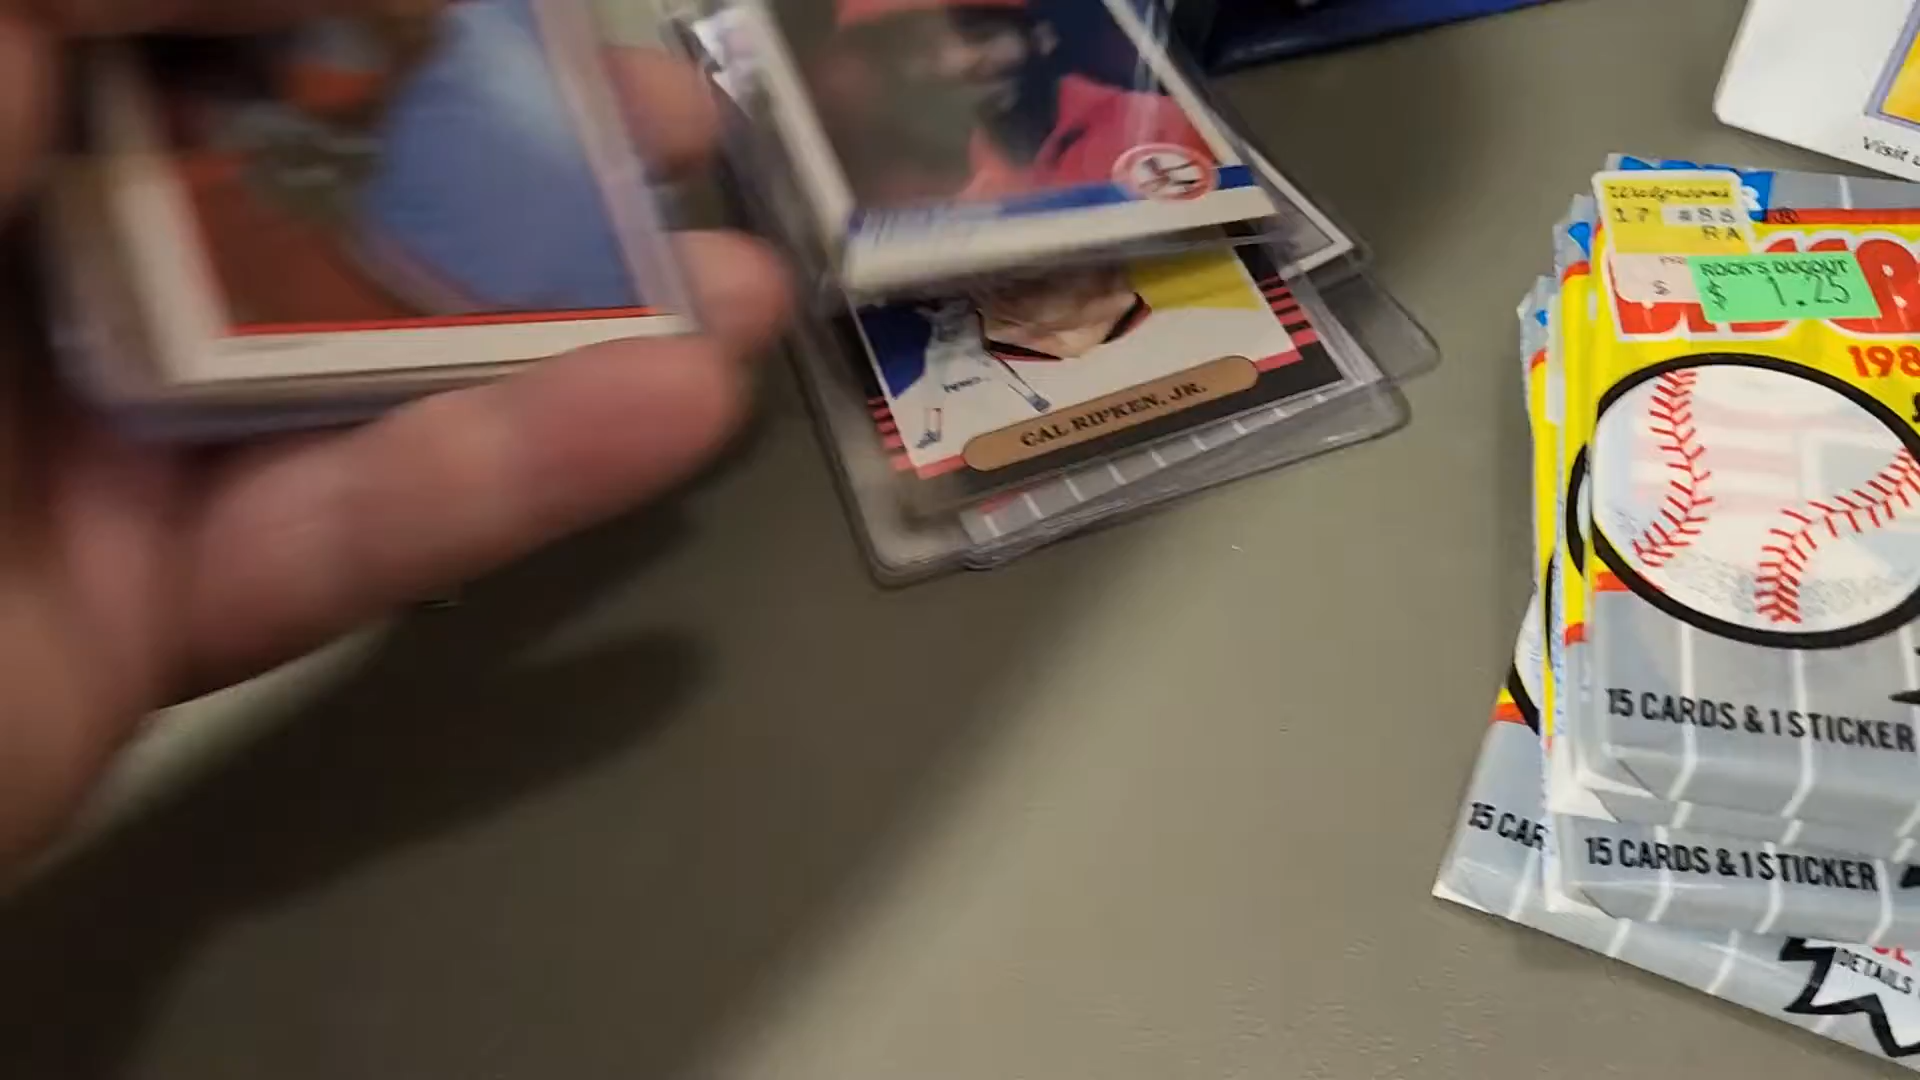 Visit
Walgreens
17 #88
RA
ROCK'S DUGOUT
$ 1.25
$
198
CAL RIPKEN, JR.
15 CARDS & 1 STICKER
15 CAR
15 CARDS & 1 STICKER
DETAILS